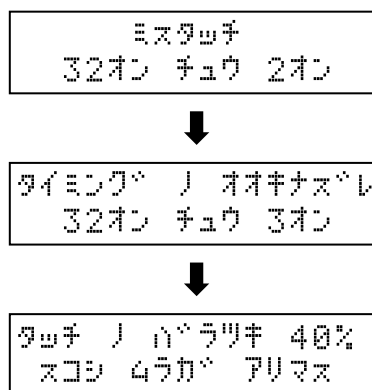 ミスタッチ
32オン チュウ 2オン
タイミング ノ オオキナズレ
32オン チュウ 3オン
タッチ ノ バラツキ 40%
スコシ ムラガ アリマス